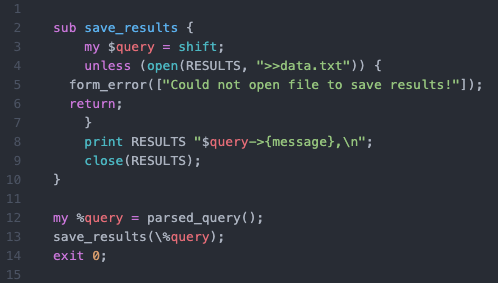 1
2 sub save_results {
3     my $query = shift;
4     unless (open(RESULTS, ">>data.txt")) {
5   form_error(["Could not open file to save results!"]);
6   return;
7     }
8     print RESULTS "$query->{message},\n";
9     close(RESULTS);
10 }
11
12 my %query = parsed_query();
13 save_results(\%query);
14 exit 0;
15